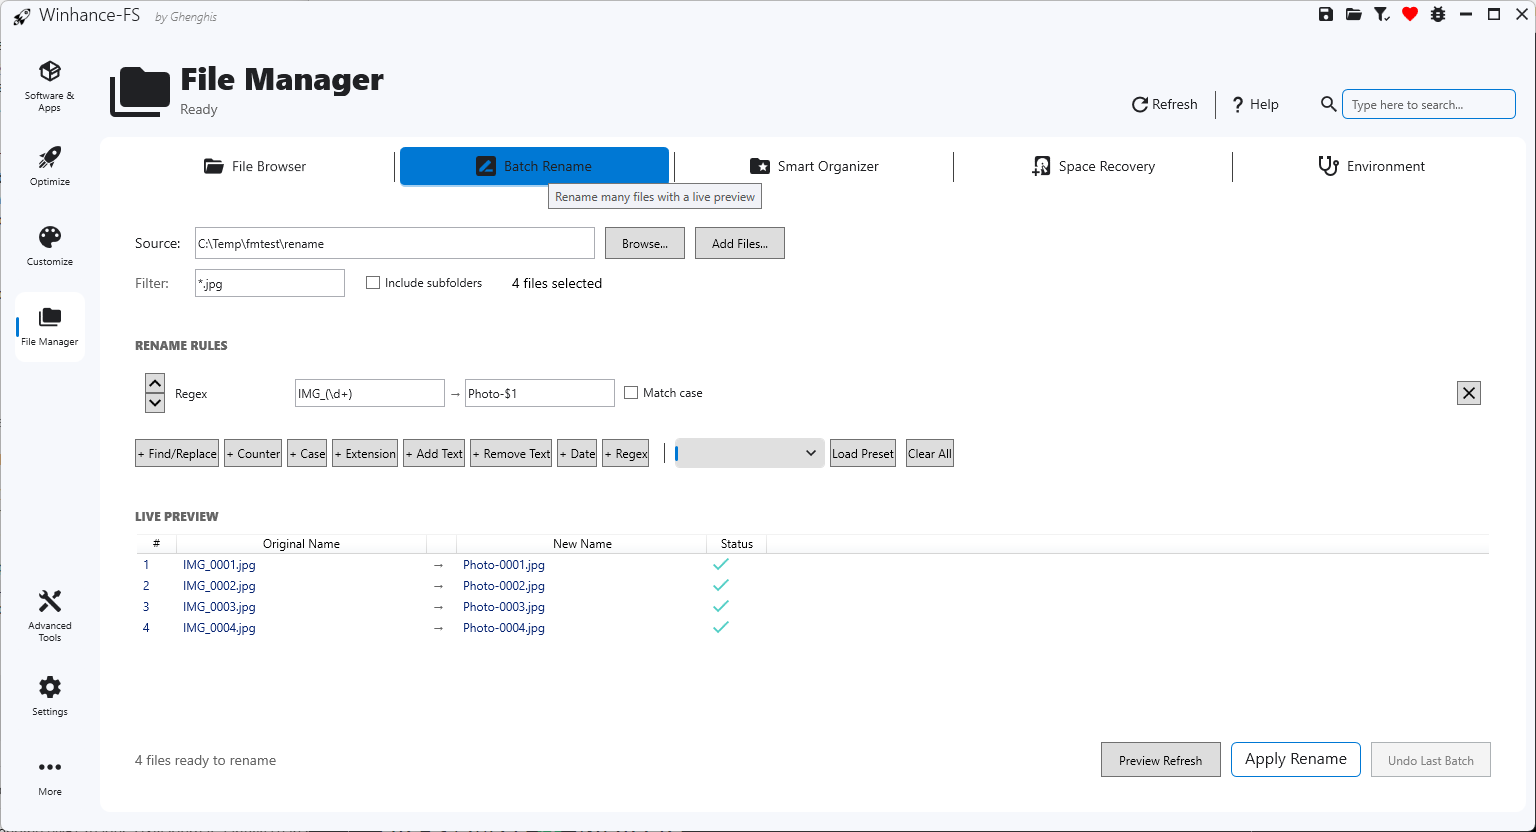 Winhance-FS by Ghenghis
File Manager
Ready
Refresh
Help
Type here to search...
Software &
Apps
Optimize
Customize
File Manager
Advanced
Tools
Settings
More
File Browser
Batch Rename
Smart Organizer
Space Recovery
Environment
Rename many files with a live preview
Source: C:\Temp\fmtest\rename Browse... Add Files...
Filter: *.jpg Include subfolders 4 files selected
RENAME RULES
Regex IMG_(\d+) → Photo-$1 Match case
+ Find/Replace + Counter + Case + Extension + Add Text + Remove Text + Date + Regex Load Preset Clear All
LIVE PREVIEW
# Original Name New Name Status
1 IMG_0001.jpg → Photo-0001.jpg
2 IMG_0002.jpg → Photo-0002.jpg
3 IMG_0003.jpg → Photo-0003.jpg
4 IMG_0004.jpg → Photo-0004.jpg
4 files ready to rename
Preview Refresh Apply Rename Undo Last Batch